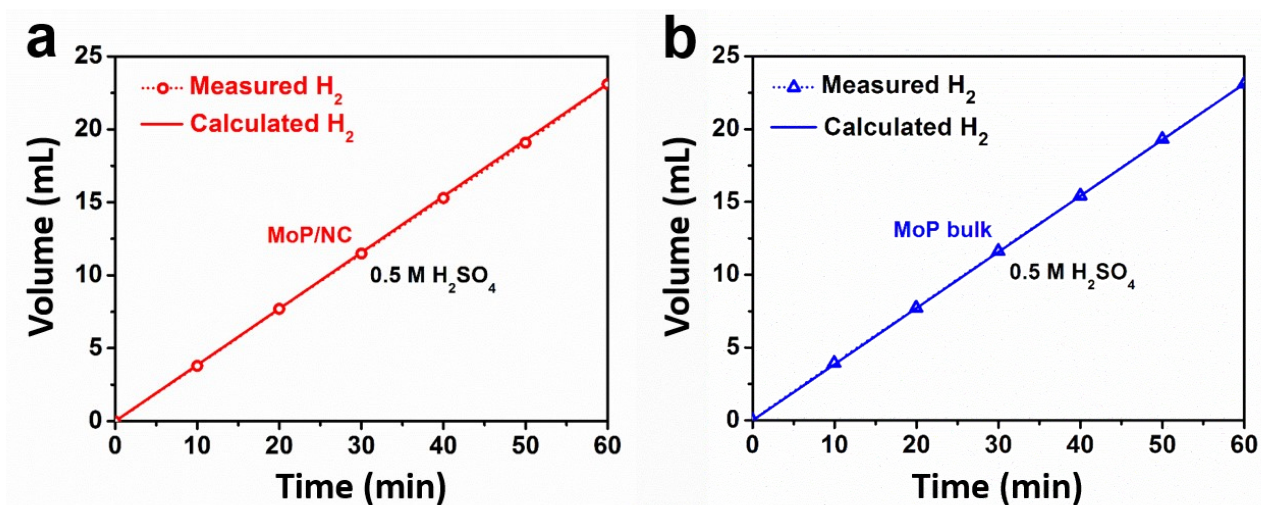 a
25
20
15
10
5
0
Volume (mL)
Measured H₂
Calculated H₂
MoP/NC
0.5 M H₂SO₄
0 10 20 30 40 50 60
Time (min)
b
25
20
15
10
5
0
Volume (mL)
Measured H₂
Calculated H₂
MoP bulk
0.5 M H₂SO₄
0 10 20 30 40 50 60
Time (min)